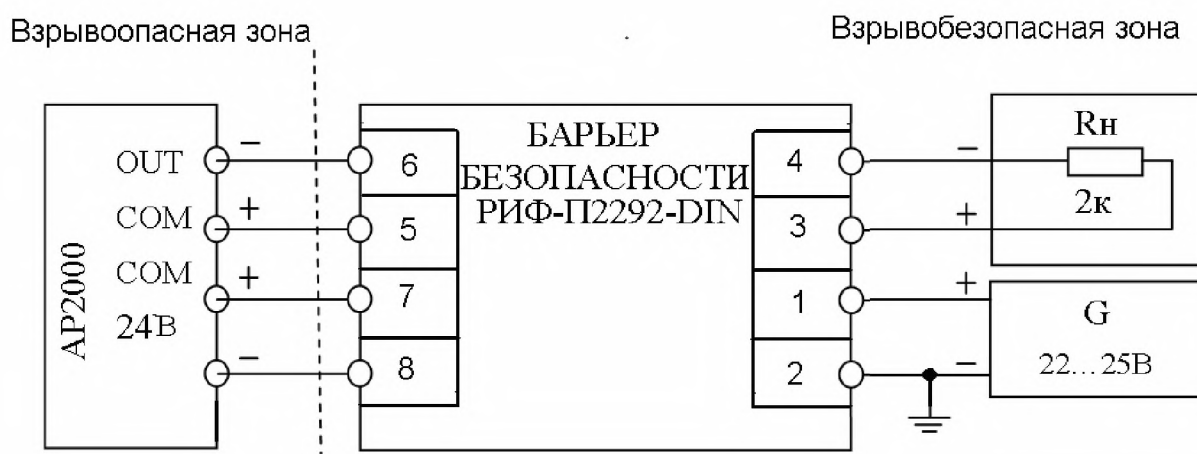 Взрывоопасная зона
Взрывобезопасная зона
АР2000
OUT
COM
COM
24В
−
+
+
−
6
5
7
8
БАРЬЕР
БЕЗОПАСНОСТИ
РИФ-П2292-DIN
4
3
1
2
−
+
+
−
Rн
2к
G
22...25В